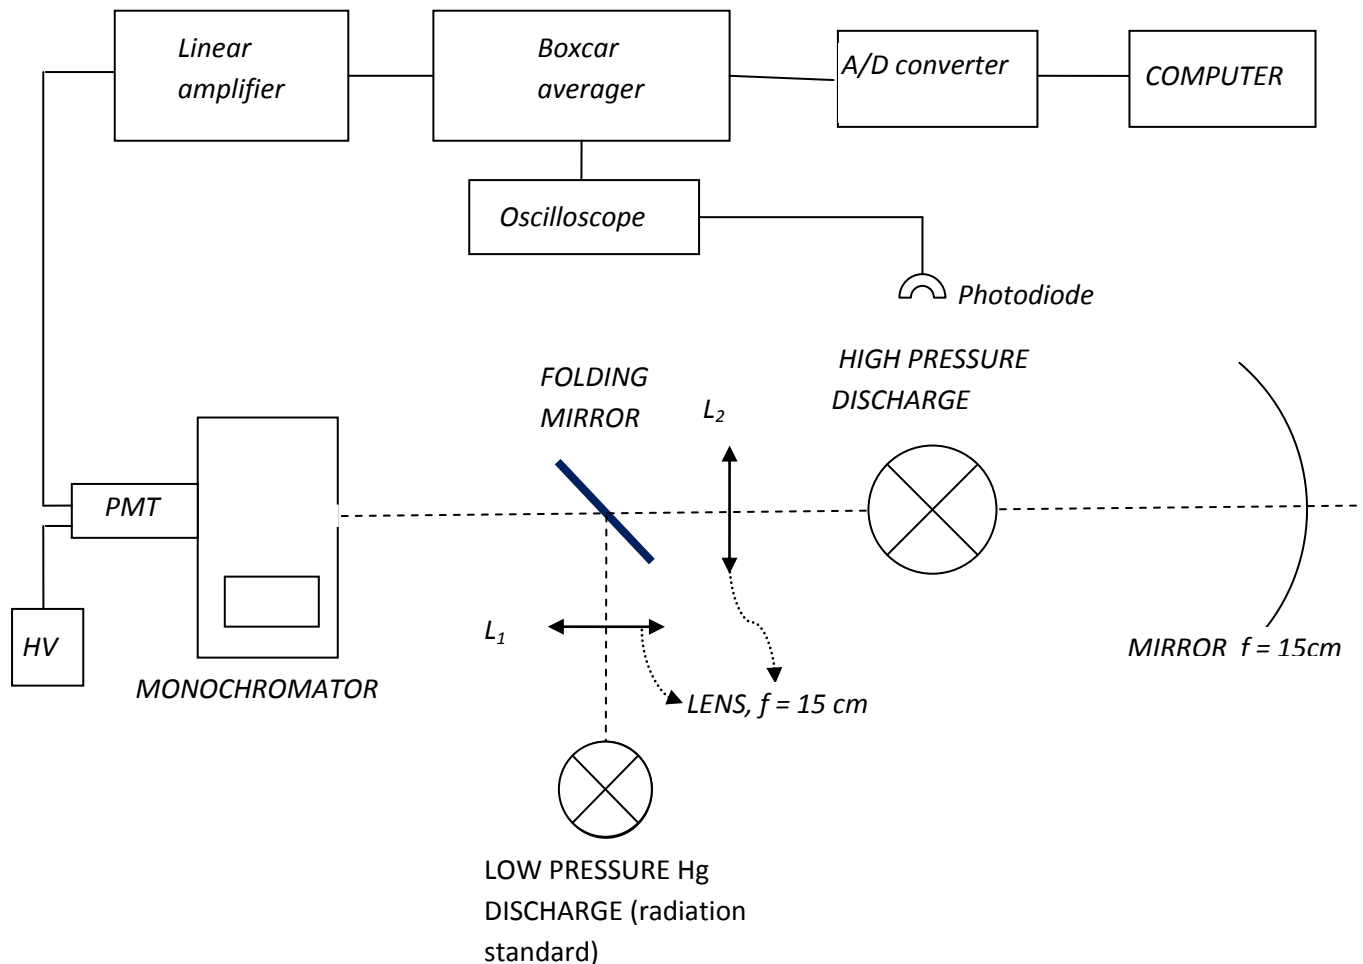 Linear
amplifier
Boxcar
averager
A/D converter
COMPUTER
Oscilloscope
Photodiode
HIGH PRESSURE
DISCHARGE
FOLDING
MIRROR
L2
PMT
HV
MONOCHROMATOR
L1
LENS, f = 15 cm
MIRROR f = 15cm
LOW PRESSURE Hg
DISCHARGE (radiation
standard)